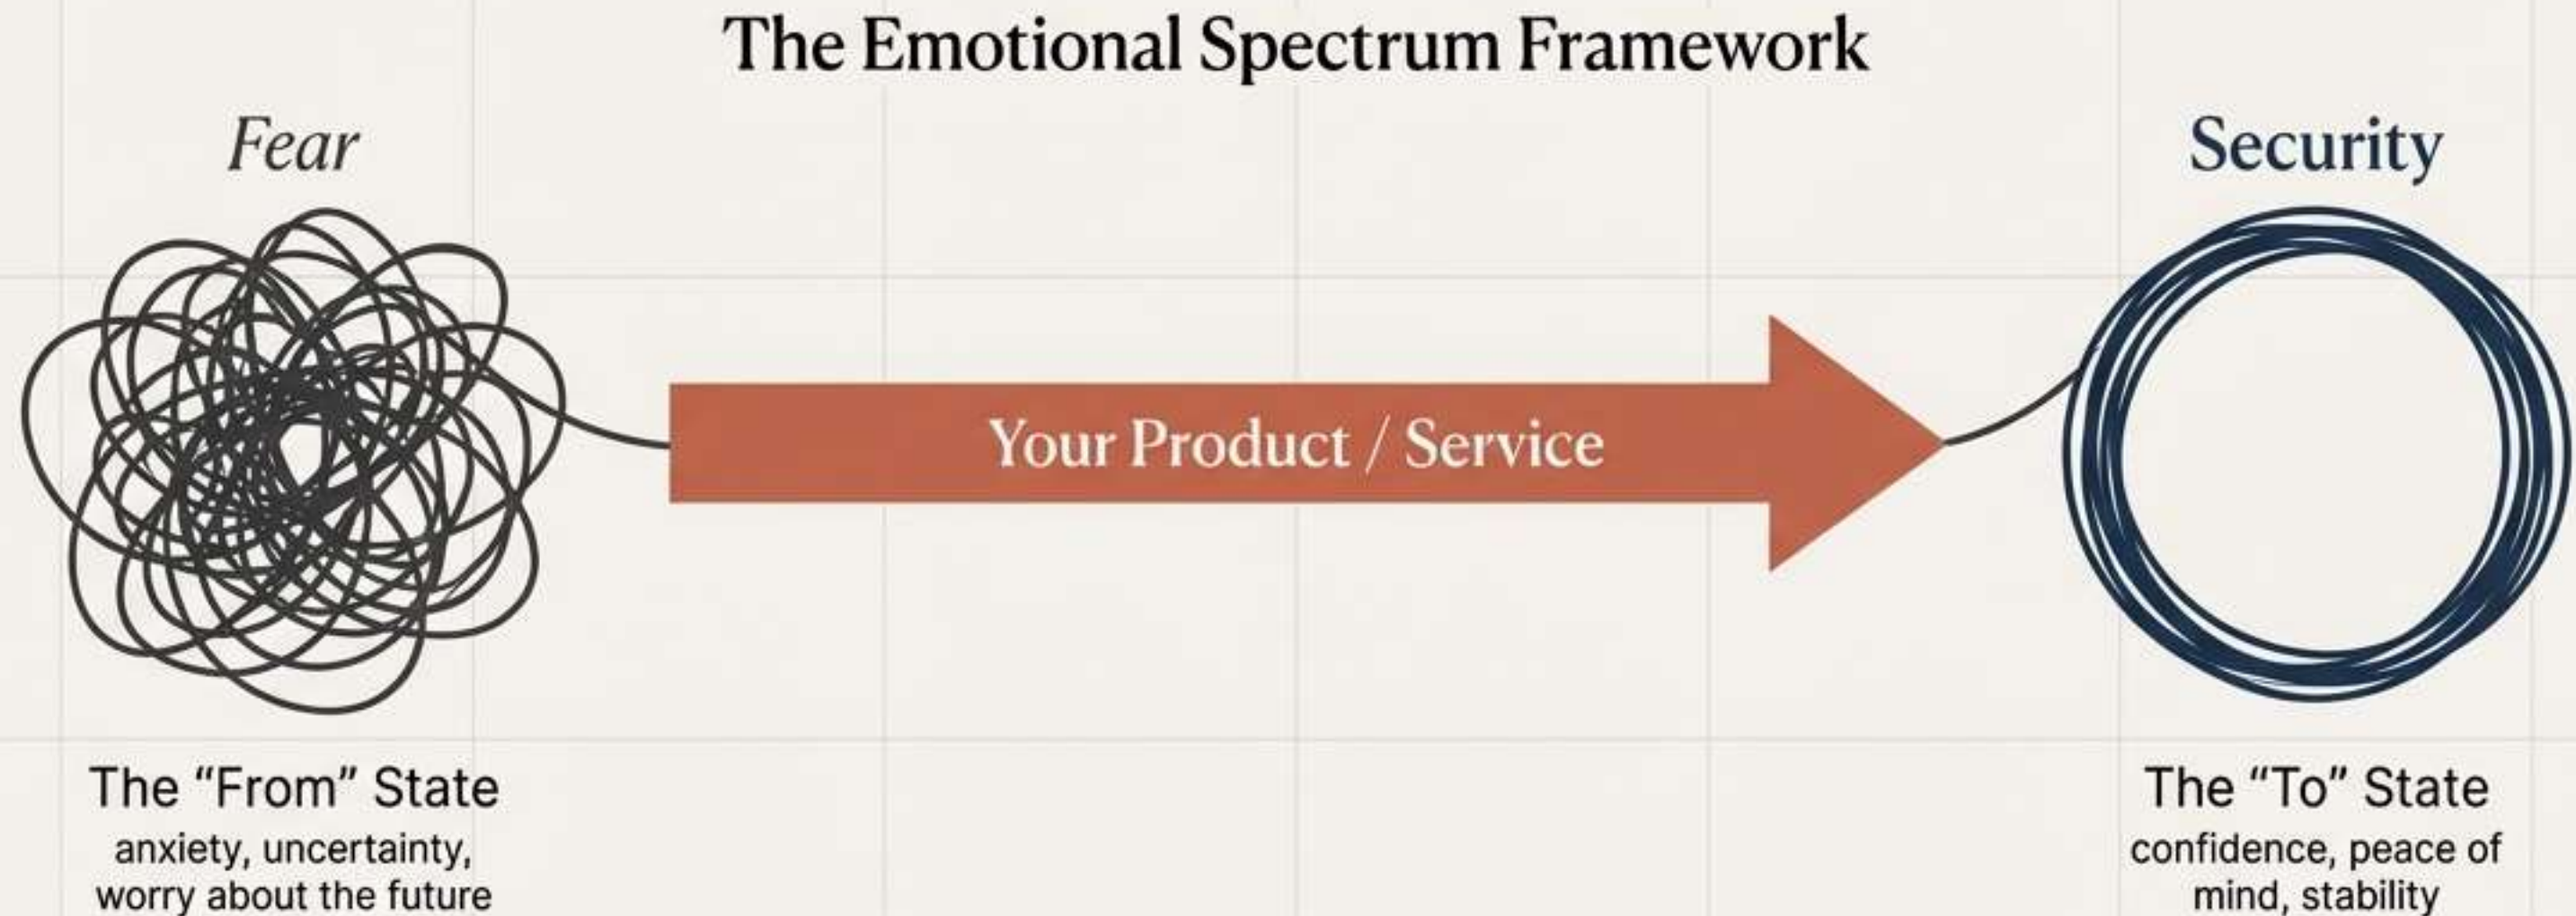 The Emotional Spectrum Framework
Fear
Security
Your Product / Service
The “From” State
anxiety, uncertainty,
worry about the future
The “To” State
confidence, peace of
mind, stability